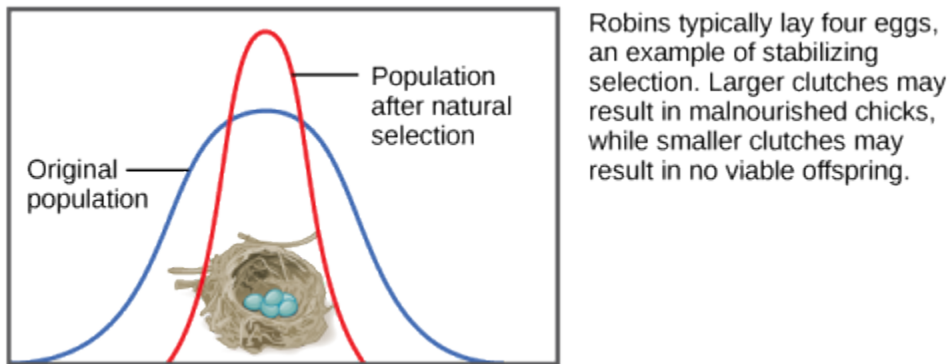 Population
after natural
selection
Original
population
Robins typically lay four eggs,
an example of stabilizing
selection. Larger clutches may
result in malnourished chicks,
while smaller clutches may
result in no viable offspring.